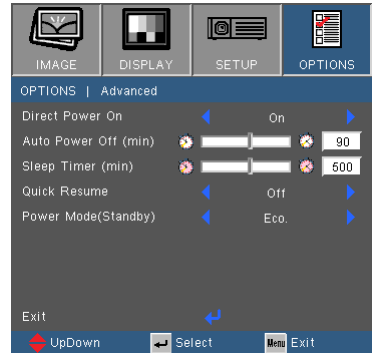 IMAGE DISPLAY SETUP OPTIONS
OPTIONS | Advanced
Direct Power On On
Auto Power Off (min) 90
Sleep Timer (min) 500
Quick Resume Off
Power Mode(Standby) Eco.
Exit
UpDown Select Menu Exit